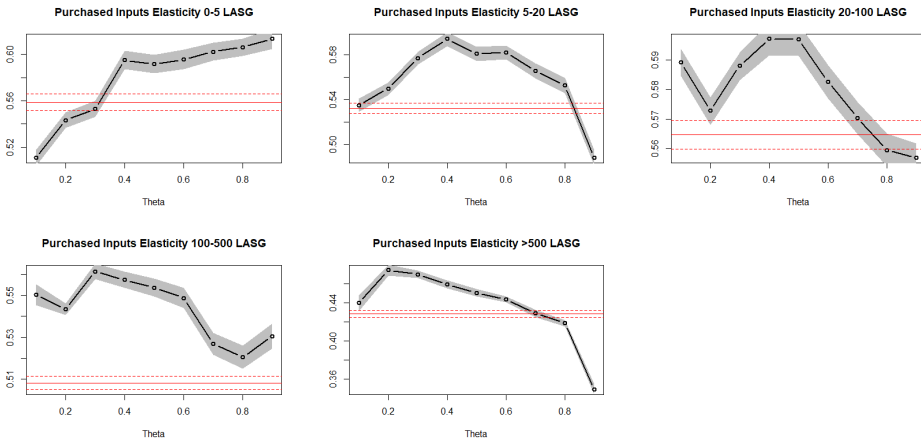 Purchased Inputs Elasticity 0-5 LASG
0.60
0.56
0.52
0.2 0.4 0.6 0.8
Theta
Purchased Inputs Elasticity 5-20 LASG
0.58
0.54
0.50
0.2 0.4 0.6 0.8
Theta
Purchased Inputs Elasticity 20-100 LASG
0.59
0.58
0.57
0.56
0.2 0.4 0.6 0.8
Theta
Purchased Inputs Elasticity 100-500 LASG
0.55
0.53
0.51
0.2 0.4 0.6 0.8
Theta
Purchased Inputs Elasticity >500 LASG
0.44
0.40
0.36
0.2 0.4 0.6 0.8
Theta